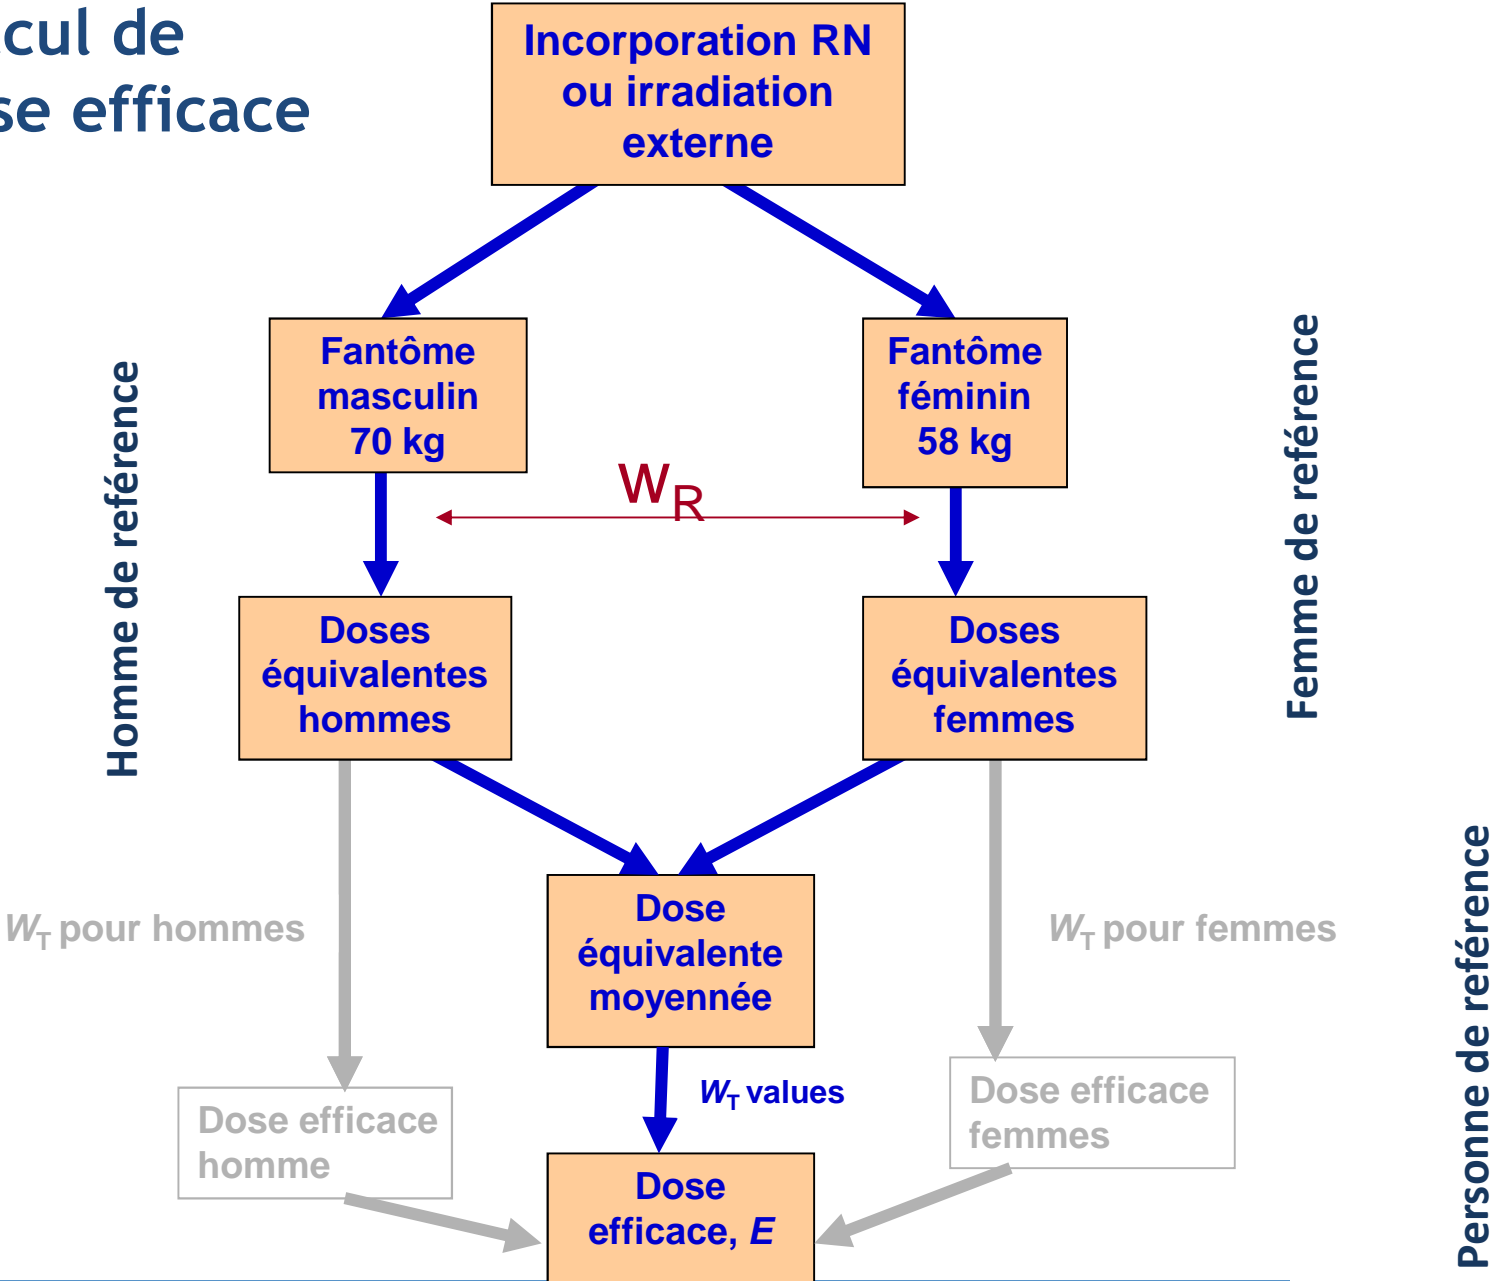 cul de
se efficace
Incorporation RN
ou irradiation
externe
Fantôme
masculin
70 kg
Fantôme
féminin
58 kg
Homme de reférence
Femme de reférence
wR
Doses
équivalentes
hommes
Doses
équivalentes
femmes
WT pour hommes
Dose
équivalente
moyennée
WT pour femmes
Personne de reférence
WT values
Dose efficace
homme
Dose efficace
femmes
Dose
efficace, E